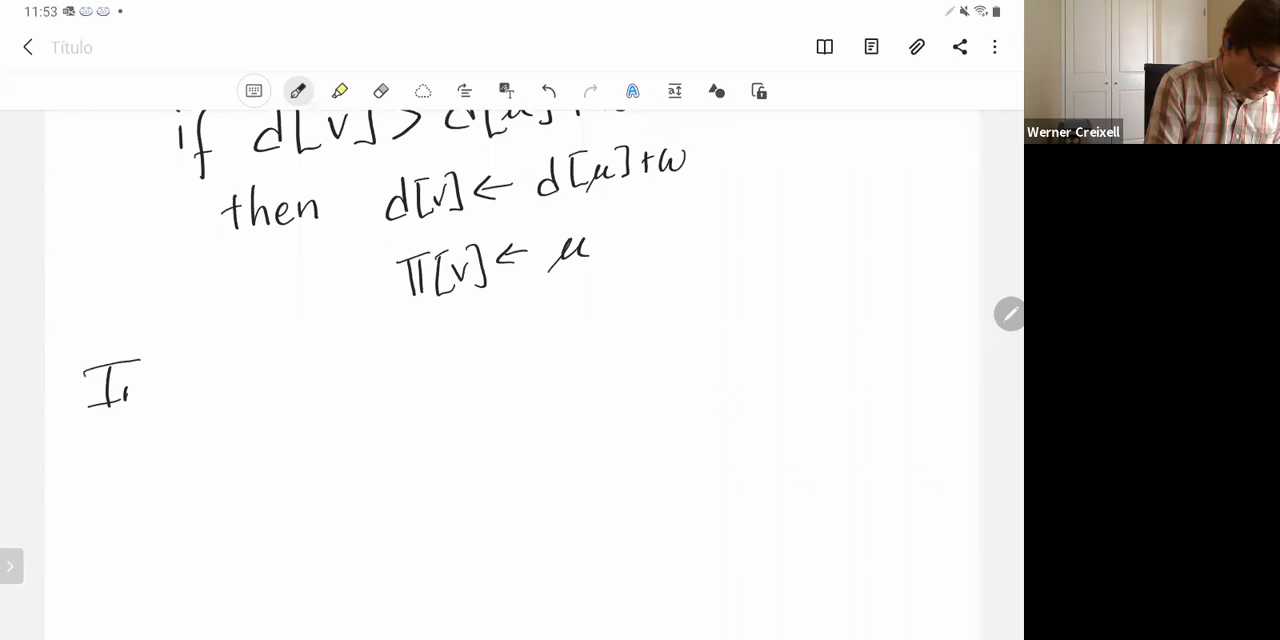 11:53
Título
Werner Creixell
if d[v] > d[μ] +
then d[v] ← d[μ] + ω
π[v] ← μ